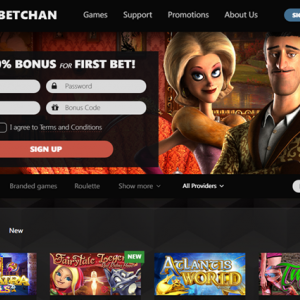 BETCHAN
Games Support Promotions About Us
0% BONUS FOR FIRST BET!
Password
Bonus Code
I agree to Terms and Conditions
SIGN UP
Branded games Roulette Show more All Providers
New
NEW
Fairytale Legends
ATLANTIS
WORLD